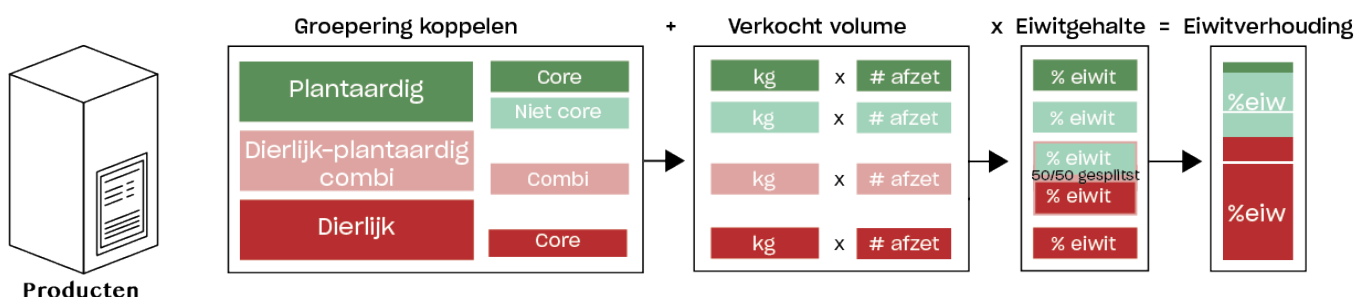 Groepering koppelen + Verkocht volume x Eiwitgehalte = Eiwitverhouding
Plantaardig
Core
Niet core
Dierlijk-plantaardig
combi
Combi
Dierlijk
Core
kg x # afzet
kg x # afzet
kg x # afzet
kg x # afzet
% eiwit
% eiwit
% eiwit
50/50 gesplitst
% eiwit
% eiwit
%eiw
%eiw
Producten